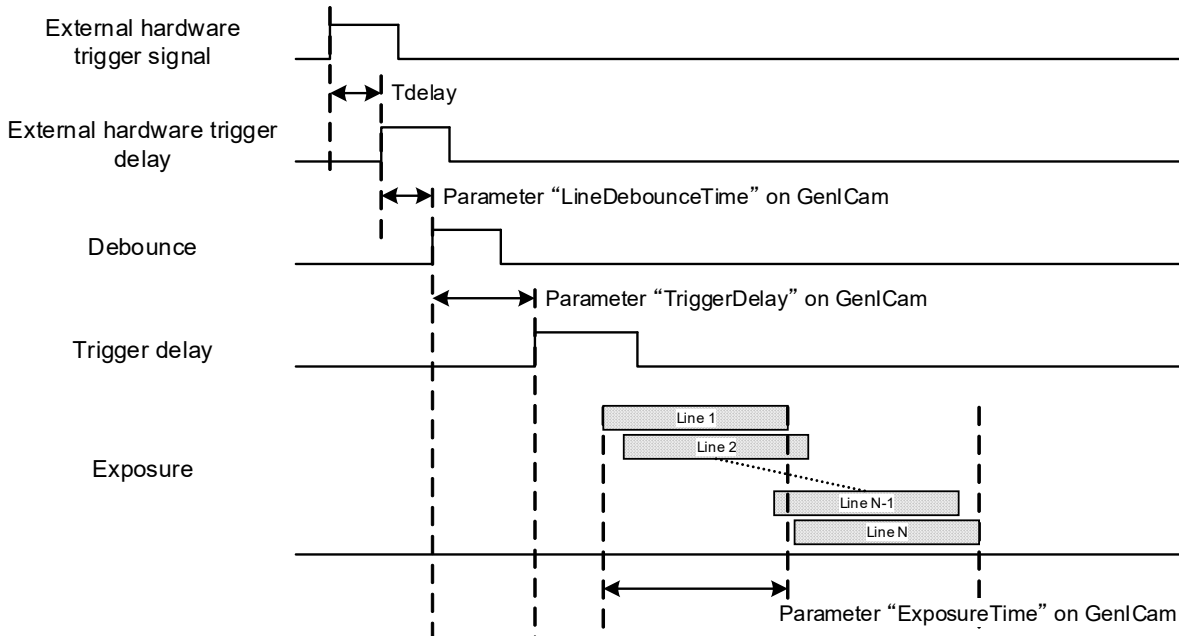 External hardware
trigger signal
Tdelay
External hardware trigger
delay
Parameter “LineDebounceTime” on GenICam
Debounce
Parameter “TriggerDelay” on GenICam
Trigger delay
Line 1
Line 2
Exposure
Line N-1
Line N
Parameter “ExposureTime” on GenICam